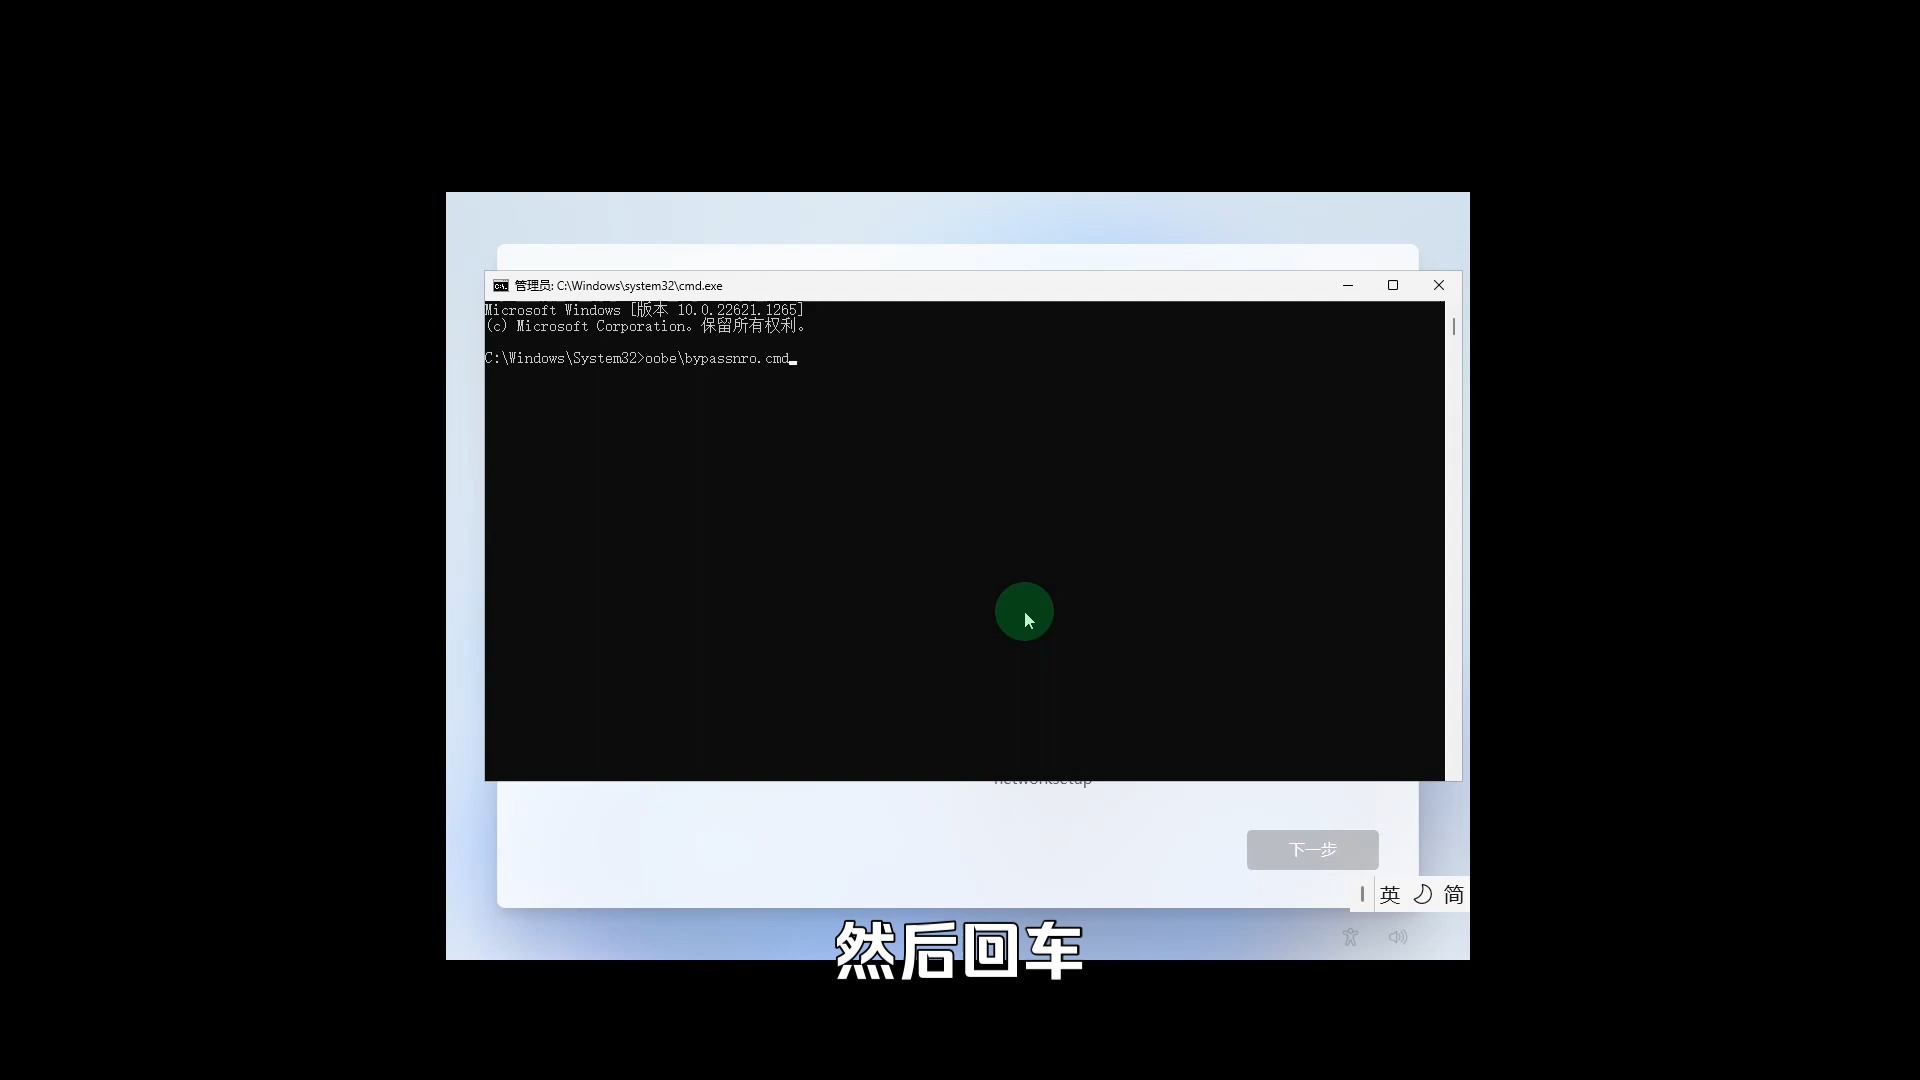 管理员: C:\Windows\system32\cmd.exe
Microsoft Windows [版本 10.0.22621.1265]
(c) Microsoft Corporation。保留所有权利。
C:\Windows\System32>oobe\bypassnro.cmd
networksetup
下一步
英 简
然后回车